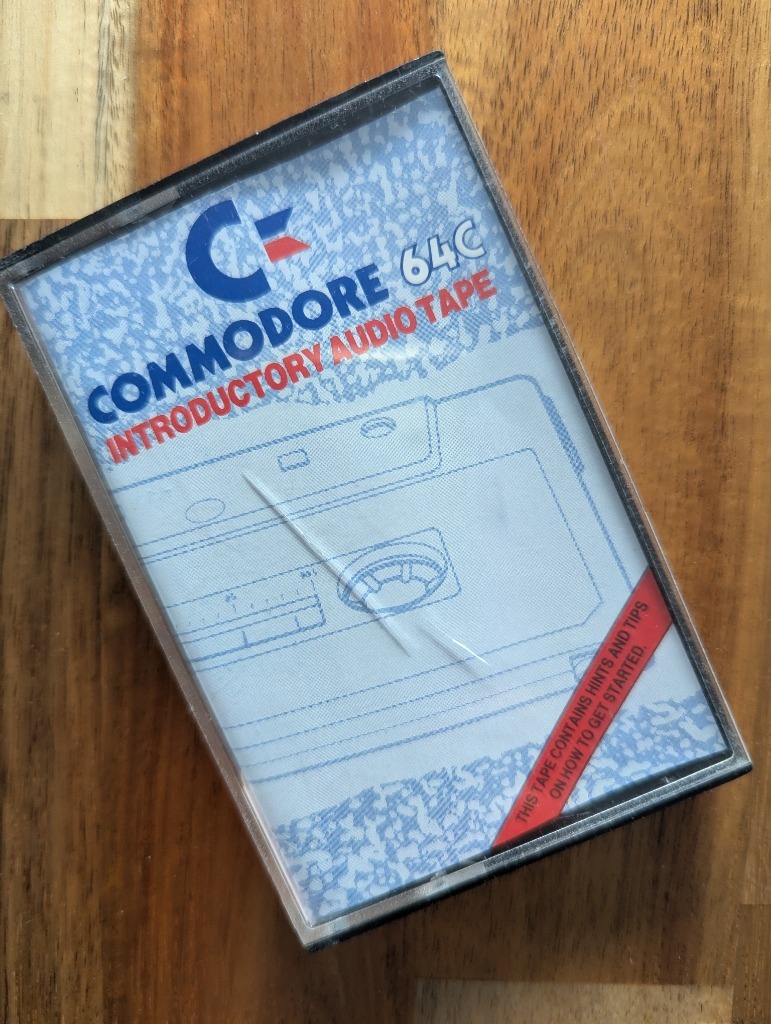 COMMODORE 64C
INTRODUCTORY AUDIO TAPE
THIS TAPE CONTAINS HINTS AND TIPS
ON HOW TO GET STARTED.